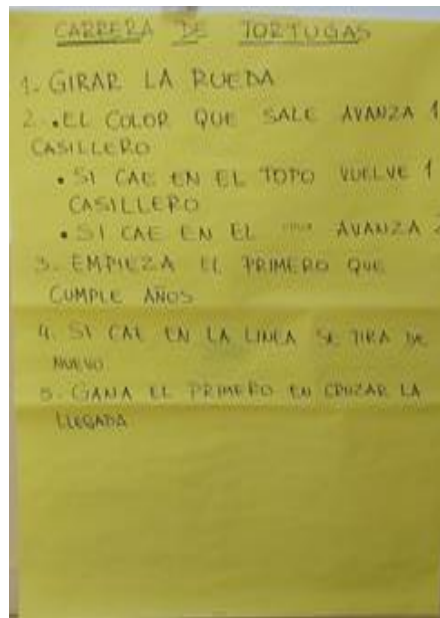 CARRERA DE TORTUGAS
1. GIRAR LA RUEDA
2. • EL COLOR QUE SALE AVANZA 1
CASILLERO
• SI CAE EN EL TOPO VUELVE 1
CASILLERO
• SI CAE EN EL AVANZA 2
3. EMPIEZA EL PRIMERO QUE
CUMPLE AÑOS
4. SI CAE EN LA LINEA SE TIRA DE
NUEVO
5. GANA EL PRIMERO EN CRUZAR LA
LLEGADA